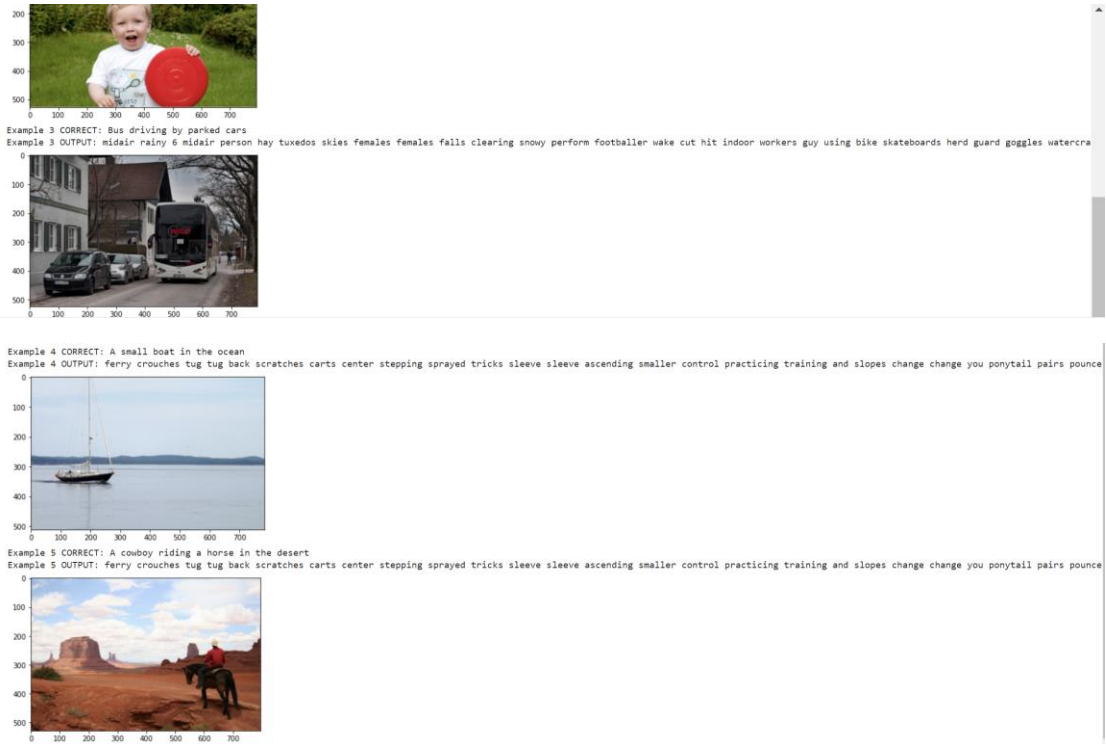 200
300
400
500
0 100 200 300 400 500 600 700
Example 3 CORRECT: Bus driving by parked cars
Example 3 OUTPUT: midair rainy 6 midair person hay tuxedos skies females females falls clearing snowy perform footballer wake cut hit indoor workers guy using bike skateboards herd guard goggles watercra
0
100
200
300
400
500
0 100 200 300 400 500 600 700
Example 4 CORRECT: A small boat in the ocean
Example 4 OUTPUT: ferry crouches tug tug back scratches carts center stepping sprayed tricks sleeve sleeve ascending smaller control practicing training and slopes change change you ponytail pairs pounce
0
100
200
300
400
500
0 100 200 300 400 500 600 700
Example 5 CORRECT: A cowboy riding a horse in the desert
Example 5 OUTPUT: ferry crouches tug tug back scratches carts center stepping sprayed tricks sleeve sleeve ascending smaller control practicing training and slopes change change you ponytail pairs pounce
0
100
200
300
400
500
0 100 200 300 400 500 600 700